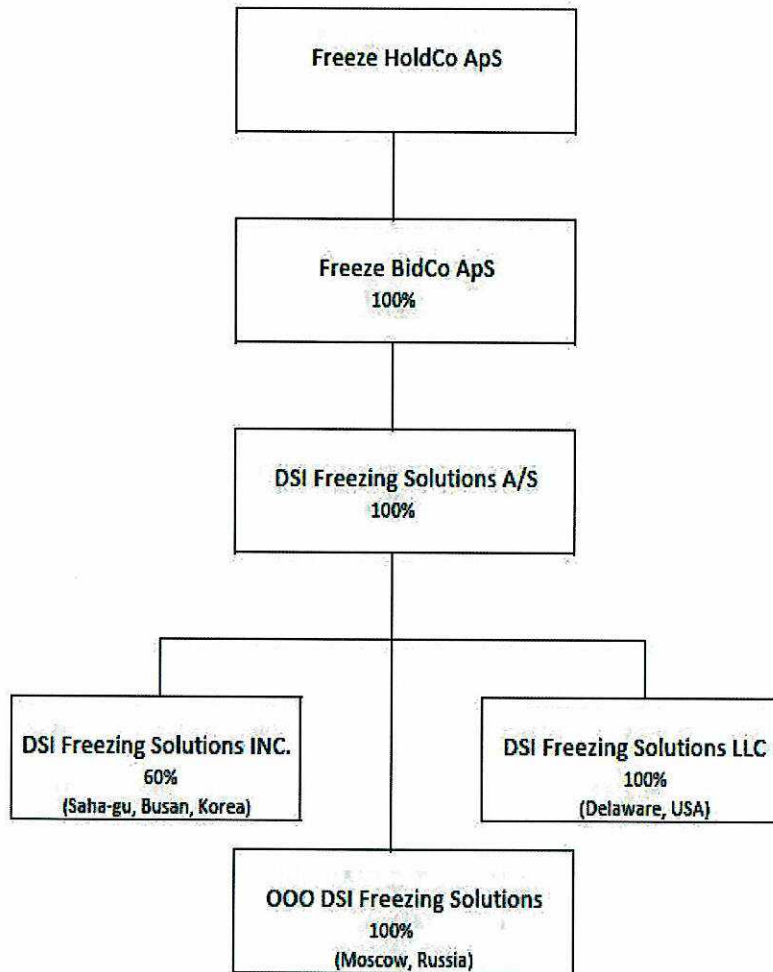 Freeze HoldCo ApS
Freeze BidCo ApS
100%
DSI Freezing Solutions A/S
100%
DSI Freezing Solutions INC.
60%
(Saha-gu, Busan, Korea)
DSI Freezing Solutions LLC
100%
(Delaware, USA)
OOO DSI Freezing Solutions
100%
(Moscow, Russia)